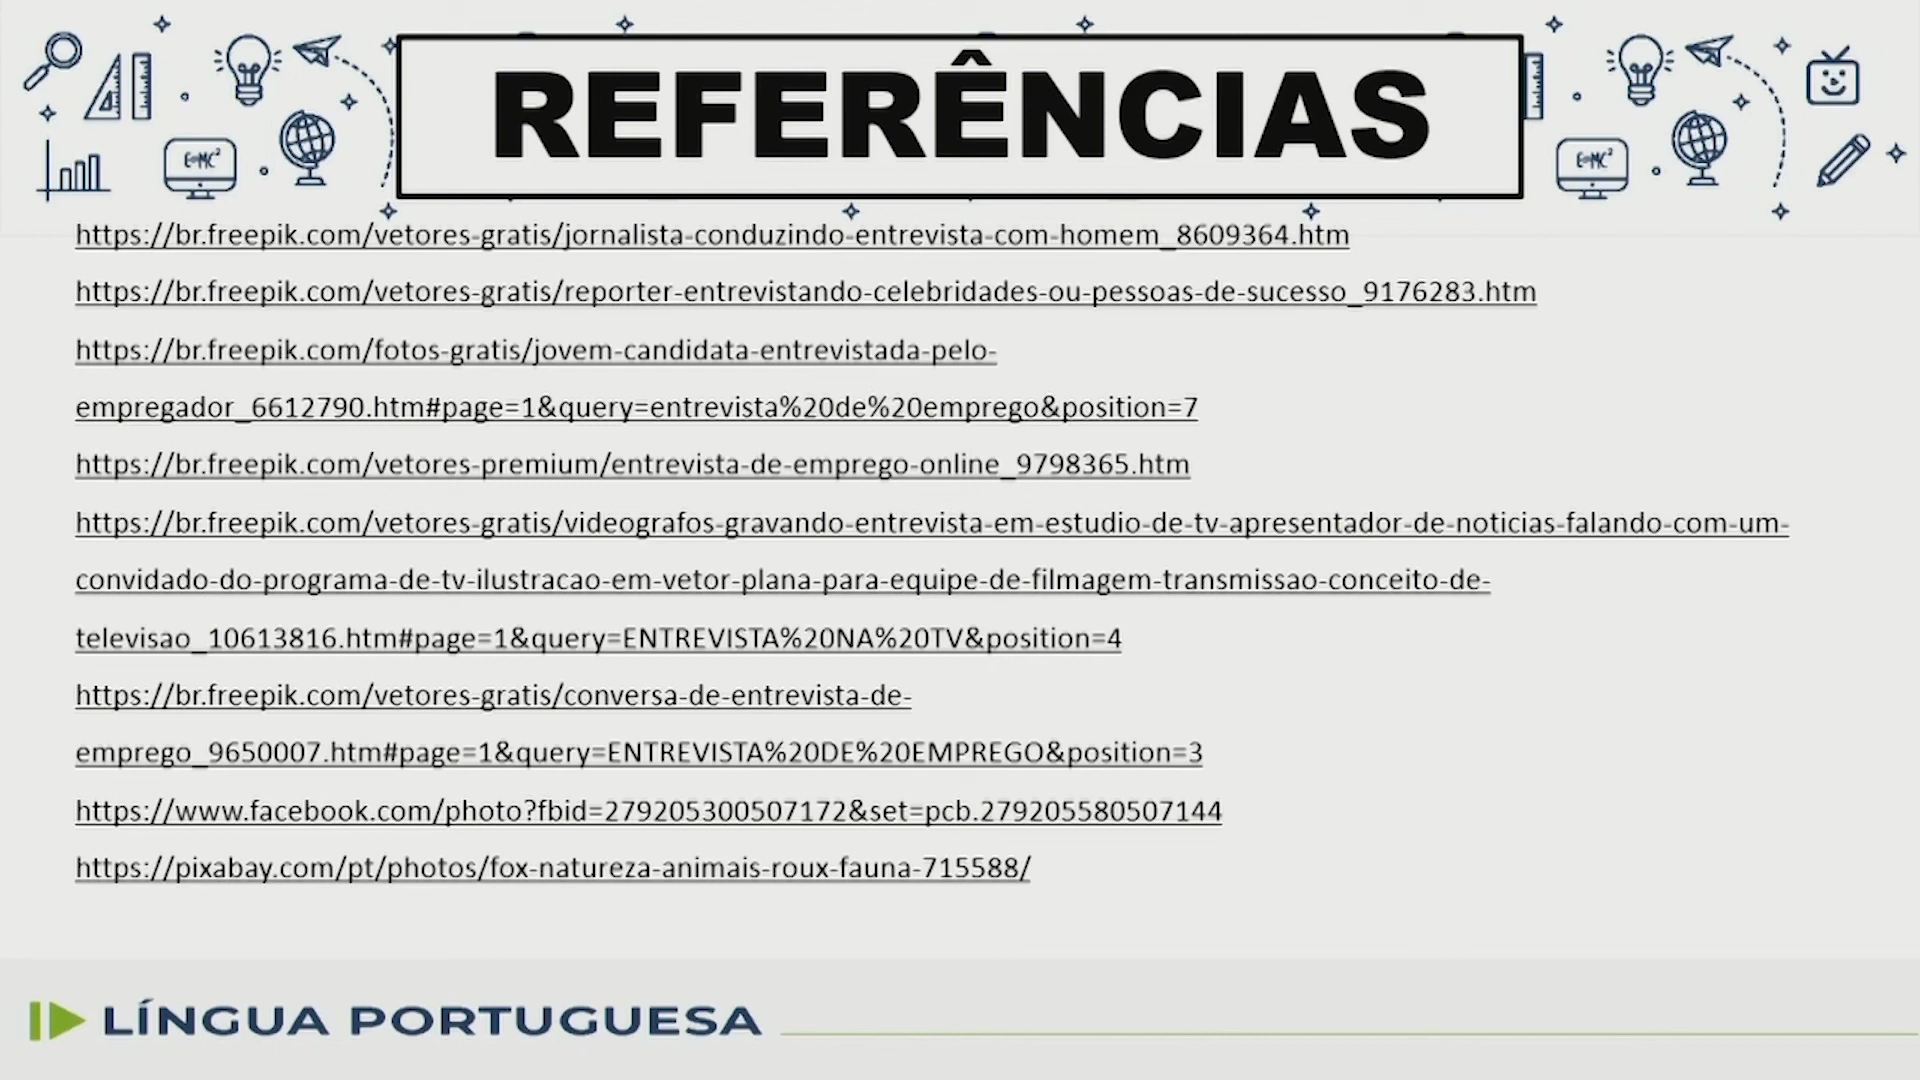 REFERÊNCIAS
E=MC²
E=MC²
https://br.freepik.com/vetores-gratis/jornalista-conduzindo-entrevista-com-homem_8609364.htm
https://br.freepik.com/vetores-gratis/reporter-entrevistando-celebridades-ou-pessoas-de-sucesso_9176283.htm
https://br.freepik.com/fotos-gratis/jovem-candidata-entrevistada-pelo-
empregador_6612790.htm#page=1&query=entrevista%20de%20emprego&position=7
https://br.freepik.com/vetores-premium/entrevista-de-emprego-online_9798365.htm
https://br.freepik.com/vetores-gratis/videografos-gravando-entrevista-em-estudio-de-tv-apresentador-de-noticias-falando-com-um-
convidado-do-programa-de-tv-ilustracao-em-vetor-plana-para-equipe-de-filmagem-transmissao-conceito-de-
televisao_10613816.htm#page=1&query=ENTREVISTA%20NA%20TV&position=4
https://br.freepik.com/vetores-gratis/conversa-de-entrevista-de-
emprego_9650007.htm#page=1&query=ENTREVISTA%20DE%20EMPREGO&position=3
https://www.facebook.com/photo?fbid=279205300507172&set=pcb.279205580507144
https://pixabay.com/pt/photos/fox-natureza-animais-roux-fauna-715588/
LÍNGUA PORTUGUESA